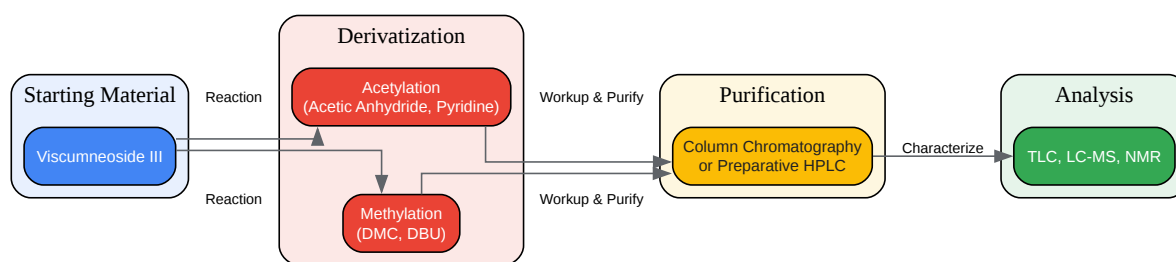 Starting Material
Viscumneoside III
Reaction
Reaction
Derivatization
Acetylation
(Acetic Anhydride, Pyridine)
Methylation
(DMC, DBU)
Workup & Purify
Workup & Purify
Purification
Column Chromatography
or Preparative HPLC
Characterize
Analysis
TLC, LC-MS, NMR